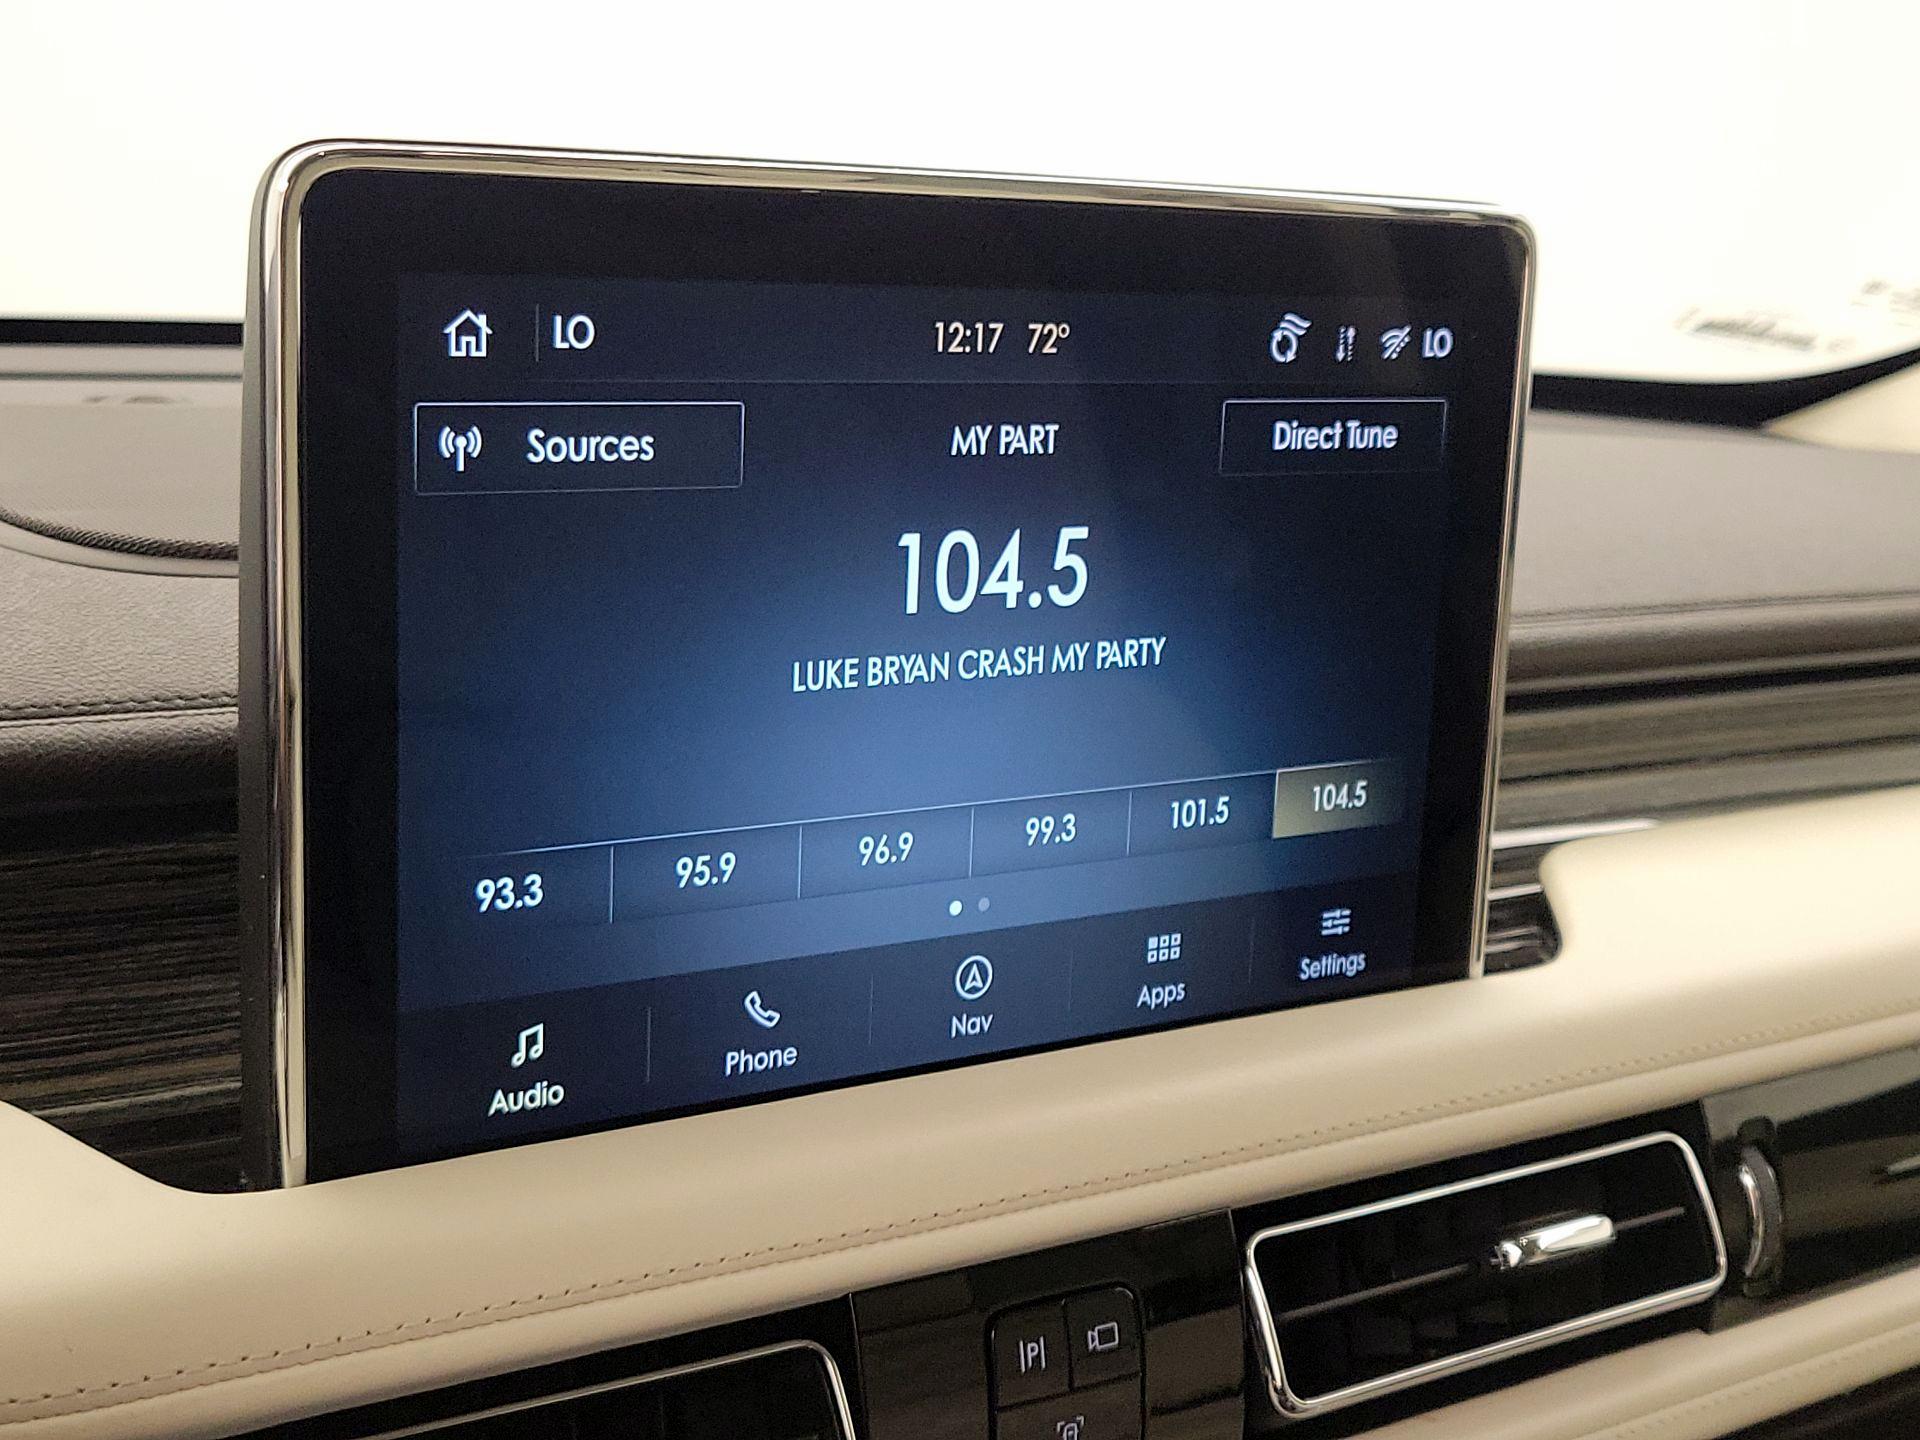 LO 12:17 72° LO
Sources MY PART Direct Tune
104.5
LUKE BRYAN CRASH MY PARTY
93.3 95.9 96.9 99.3 101.5 104.5
Audio Phone Nav Apps Settings
P